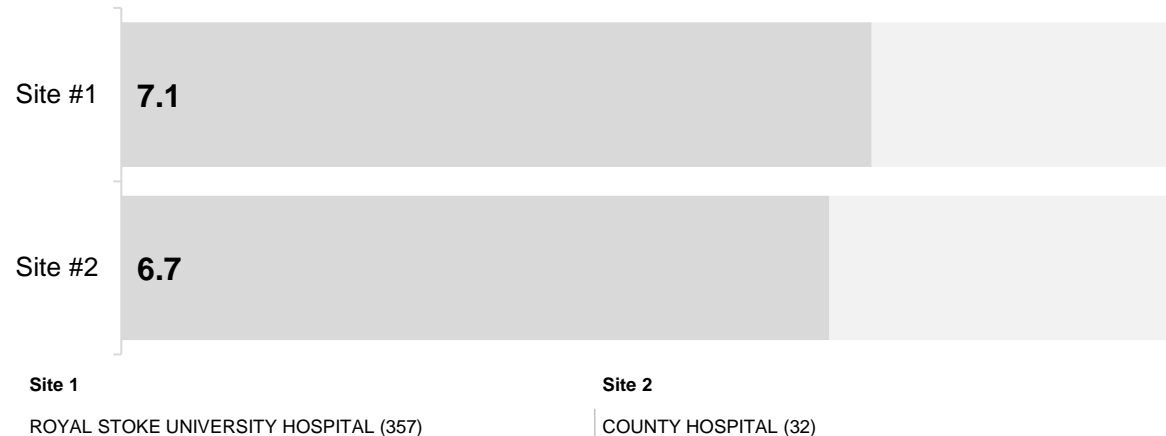 Site #1 7.1
Site #2 6.7
Site 1 Site 2
ROYAL STOKE UNIVERSITY HOSPITAL (357) COUNTY HOSPITAL (32)